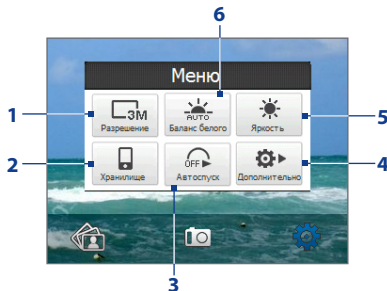 6
Меню
1
3M
AUTO
5
Разрешение
Баланс белого
Яркость
2
OFF
4
Хранилище
Автоспуск
Дополнительно
3